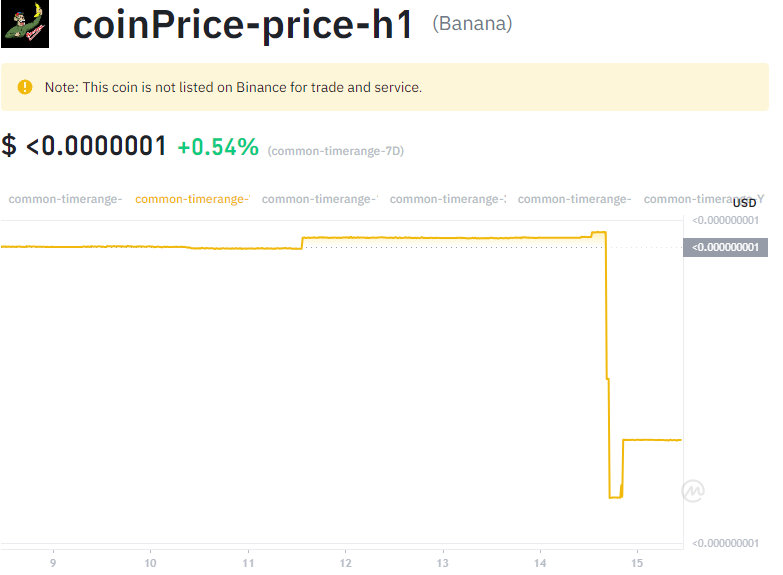 coinPrice-price-h1 (Banana)
Note: This coin is not listed on Binance for trade and service.
$ <0.0000001 +0.54% (common-timerange-7D)
common-timerange- common-timerange- common-timerange- common-timerange- common-timerange- common-timerange-Y
USD
<0.000000001
<0.000000001
<0.000000001
9 10 11 12 13 14 15